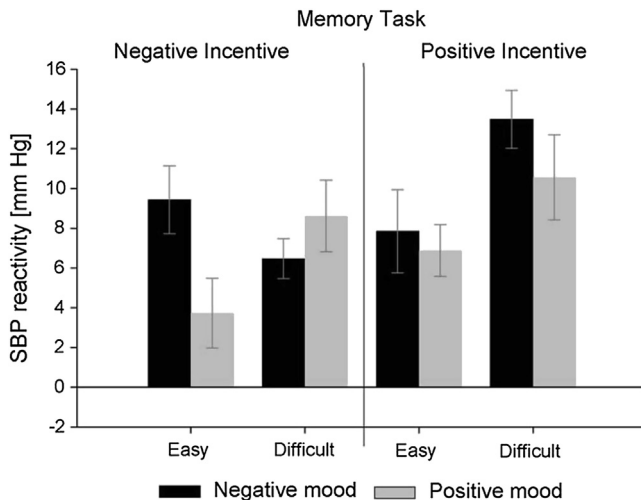 Memory Task
Negative Incentive Positive Incentive
SBP reactivity [mm Hg]
16
14
12
10
8
6
4
2
0
-2
Easy Difficult Easy Difficult
Negative mood Positive mood